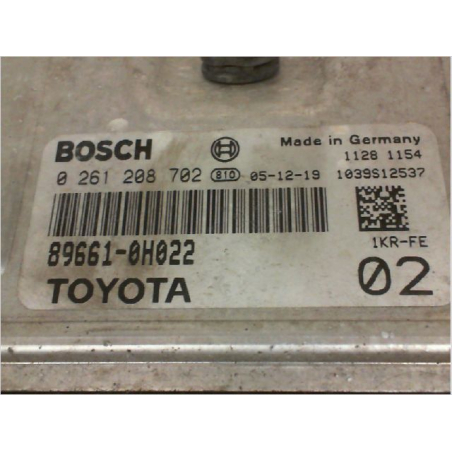 BOSCH Made in Germany
1128 1154
0 261 208 702 810 05-12-19 1039S12537
89661-0H022 1KR-FE
TOYOTA 02